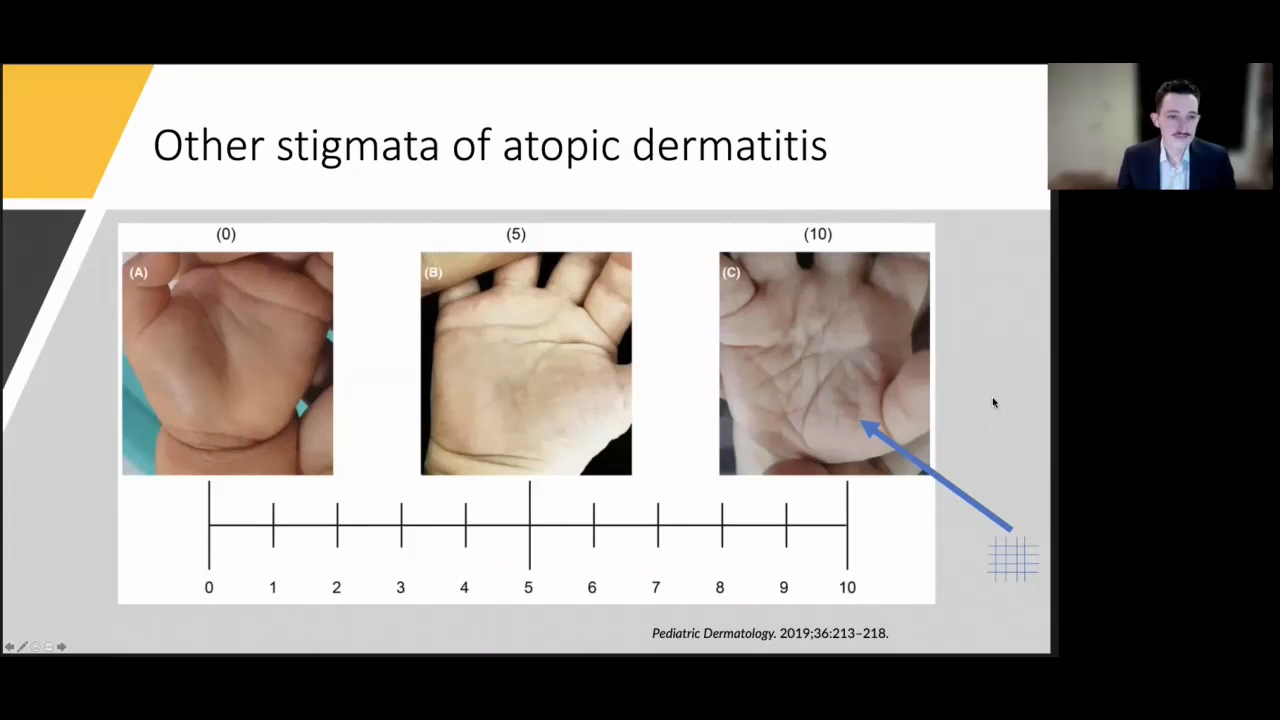 Other stigmata of atopic dermatitis
(0) (5) (10)
(A) (B) (C)
0 1 2 3 4 5 6 7 8 9 10
Pediatric Dermatology. 2019;36:213–218.